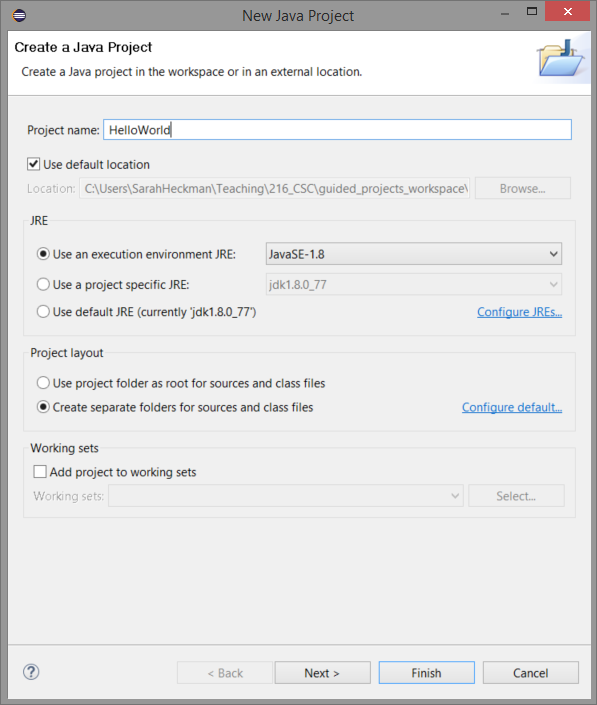 New Java Project
Create a Java Project
Create a Java project in the workspace or in an external location.
Project name: HelloWorld
Use default location
Location: C:\Users\SarahHeckman\Teaching\216_CSC\guided_projects_workspace\ Browse...
JRE
Use an execution environment JRE: JavaSE-1.8
Use a project specific JRE: jdk1.8.0_77
Use default JRE (currently 'jdk1.8.0_77') Configure JREs...
Project layout
Use project folder as root for sources and class files
Create separate folders for sources and class files Configure default...
Working sets
Add project to working sets
Working sets: Select...
? < Back Next > Finish Cancel